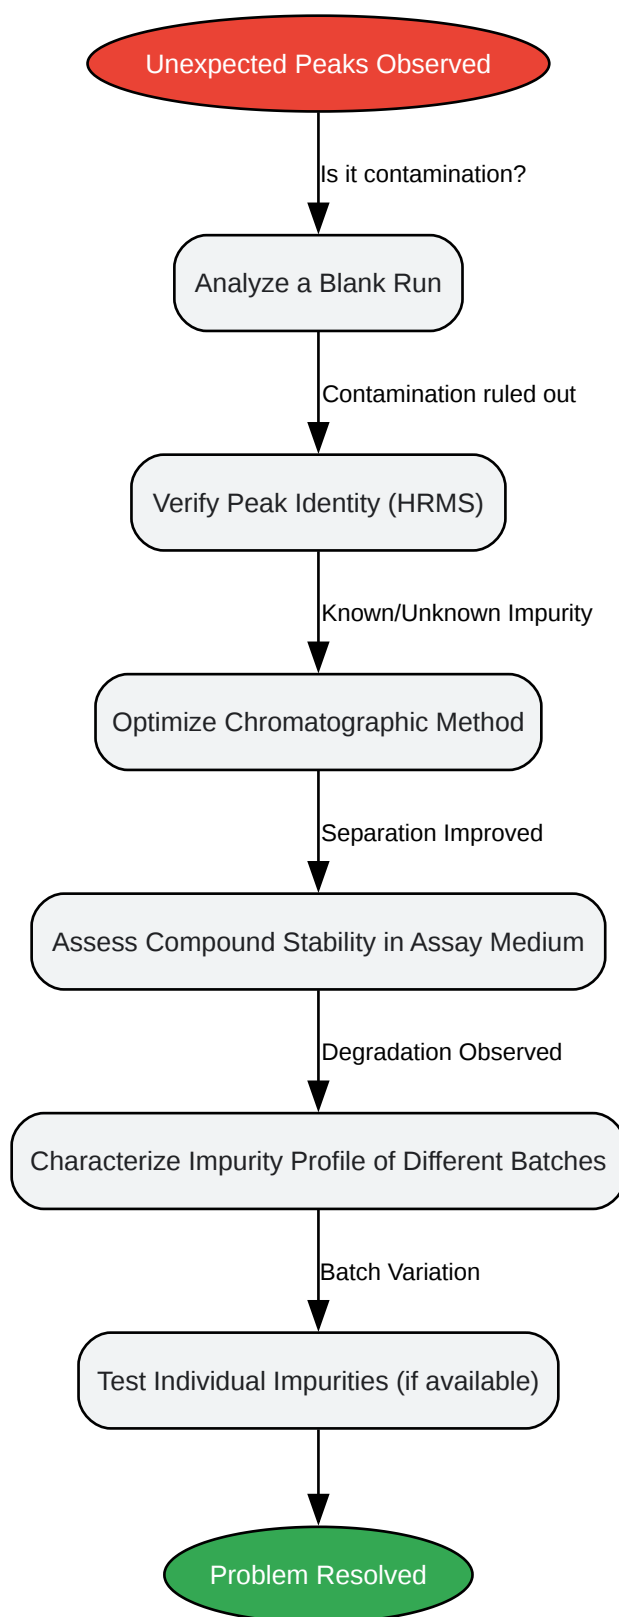 Unexpected Peaks Observed
Is it contamination?
Analyze a Blank Run
Contamination ruled out
Verify Peak Identity (HRMS)
Known/Unknown Impurity
Optimize Chromatographic Method
Separation Improved
Assess Compound Stability in Assay Medium
Degradation Observed
Characterize Impurity Profile of Different Batches
Batch Variation
Test Individual Impurities (if available)
Problem Resolved